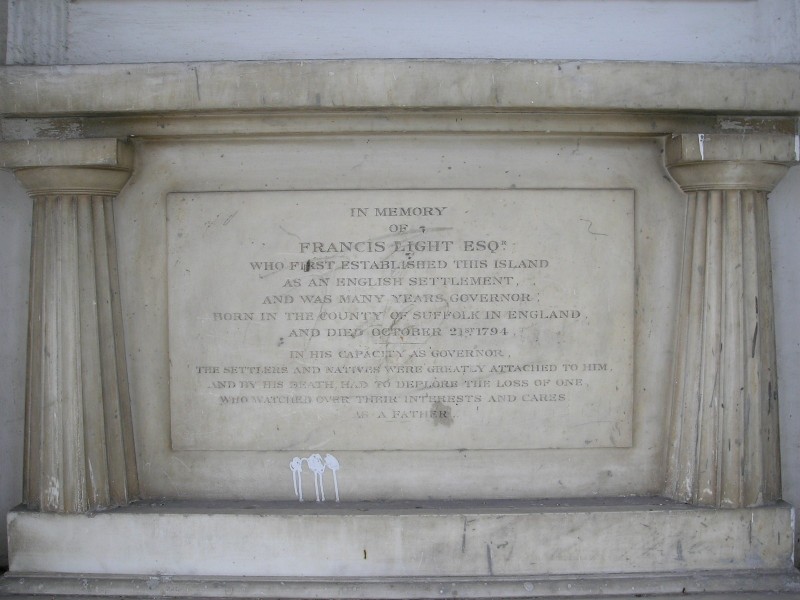 IN MEMORY
OF
FRANCIS LIGHT ESQR.
WHO FIRST ESTABLISHED THIS ISLAND
AS AN ENGLISH SETTLEMENT,
AND WAS MANY YEARS GOVERNOR;
BORN IN THE COUNTY OF SUFFOLK IN ENGLAND
AND DIED OCTOBER 21ST 1794.
IN HIS CAPACITY AS GOVERNOR,
THE SETTLERS AND NATIVES WERE GREATLY ATTACHED TO HIM,
AND BY HIS DEATH, HAD TO DEPLORE THE LOSS OF ONE,
WHO WATCHED OVER THEIR INTERESTS AND CARES
AS A FATHER.